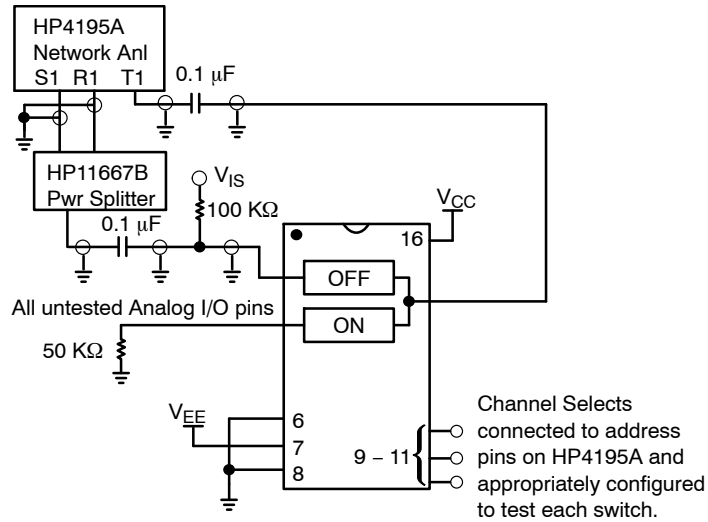 HP4195A
Network Anl
S1 R1 T1
0.1 μF
HP11667B
Pwr Splitter
V_IS
100 KΩ
0.1 μF
V_CC
16
OFF
All untested Analog I/O pins
ON
50 KΩ
V_EE
6
7
8
9 – 11
Channel Selects
connected to address
pins on HP4195A and
appropriately configured
to test each switch.